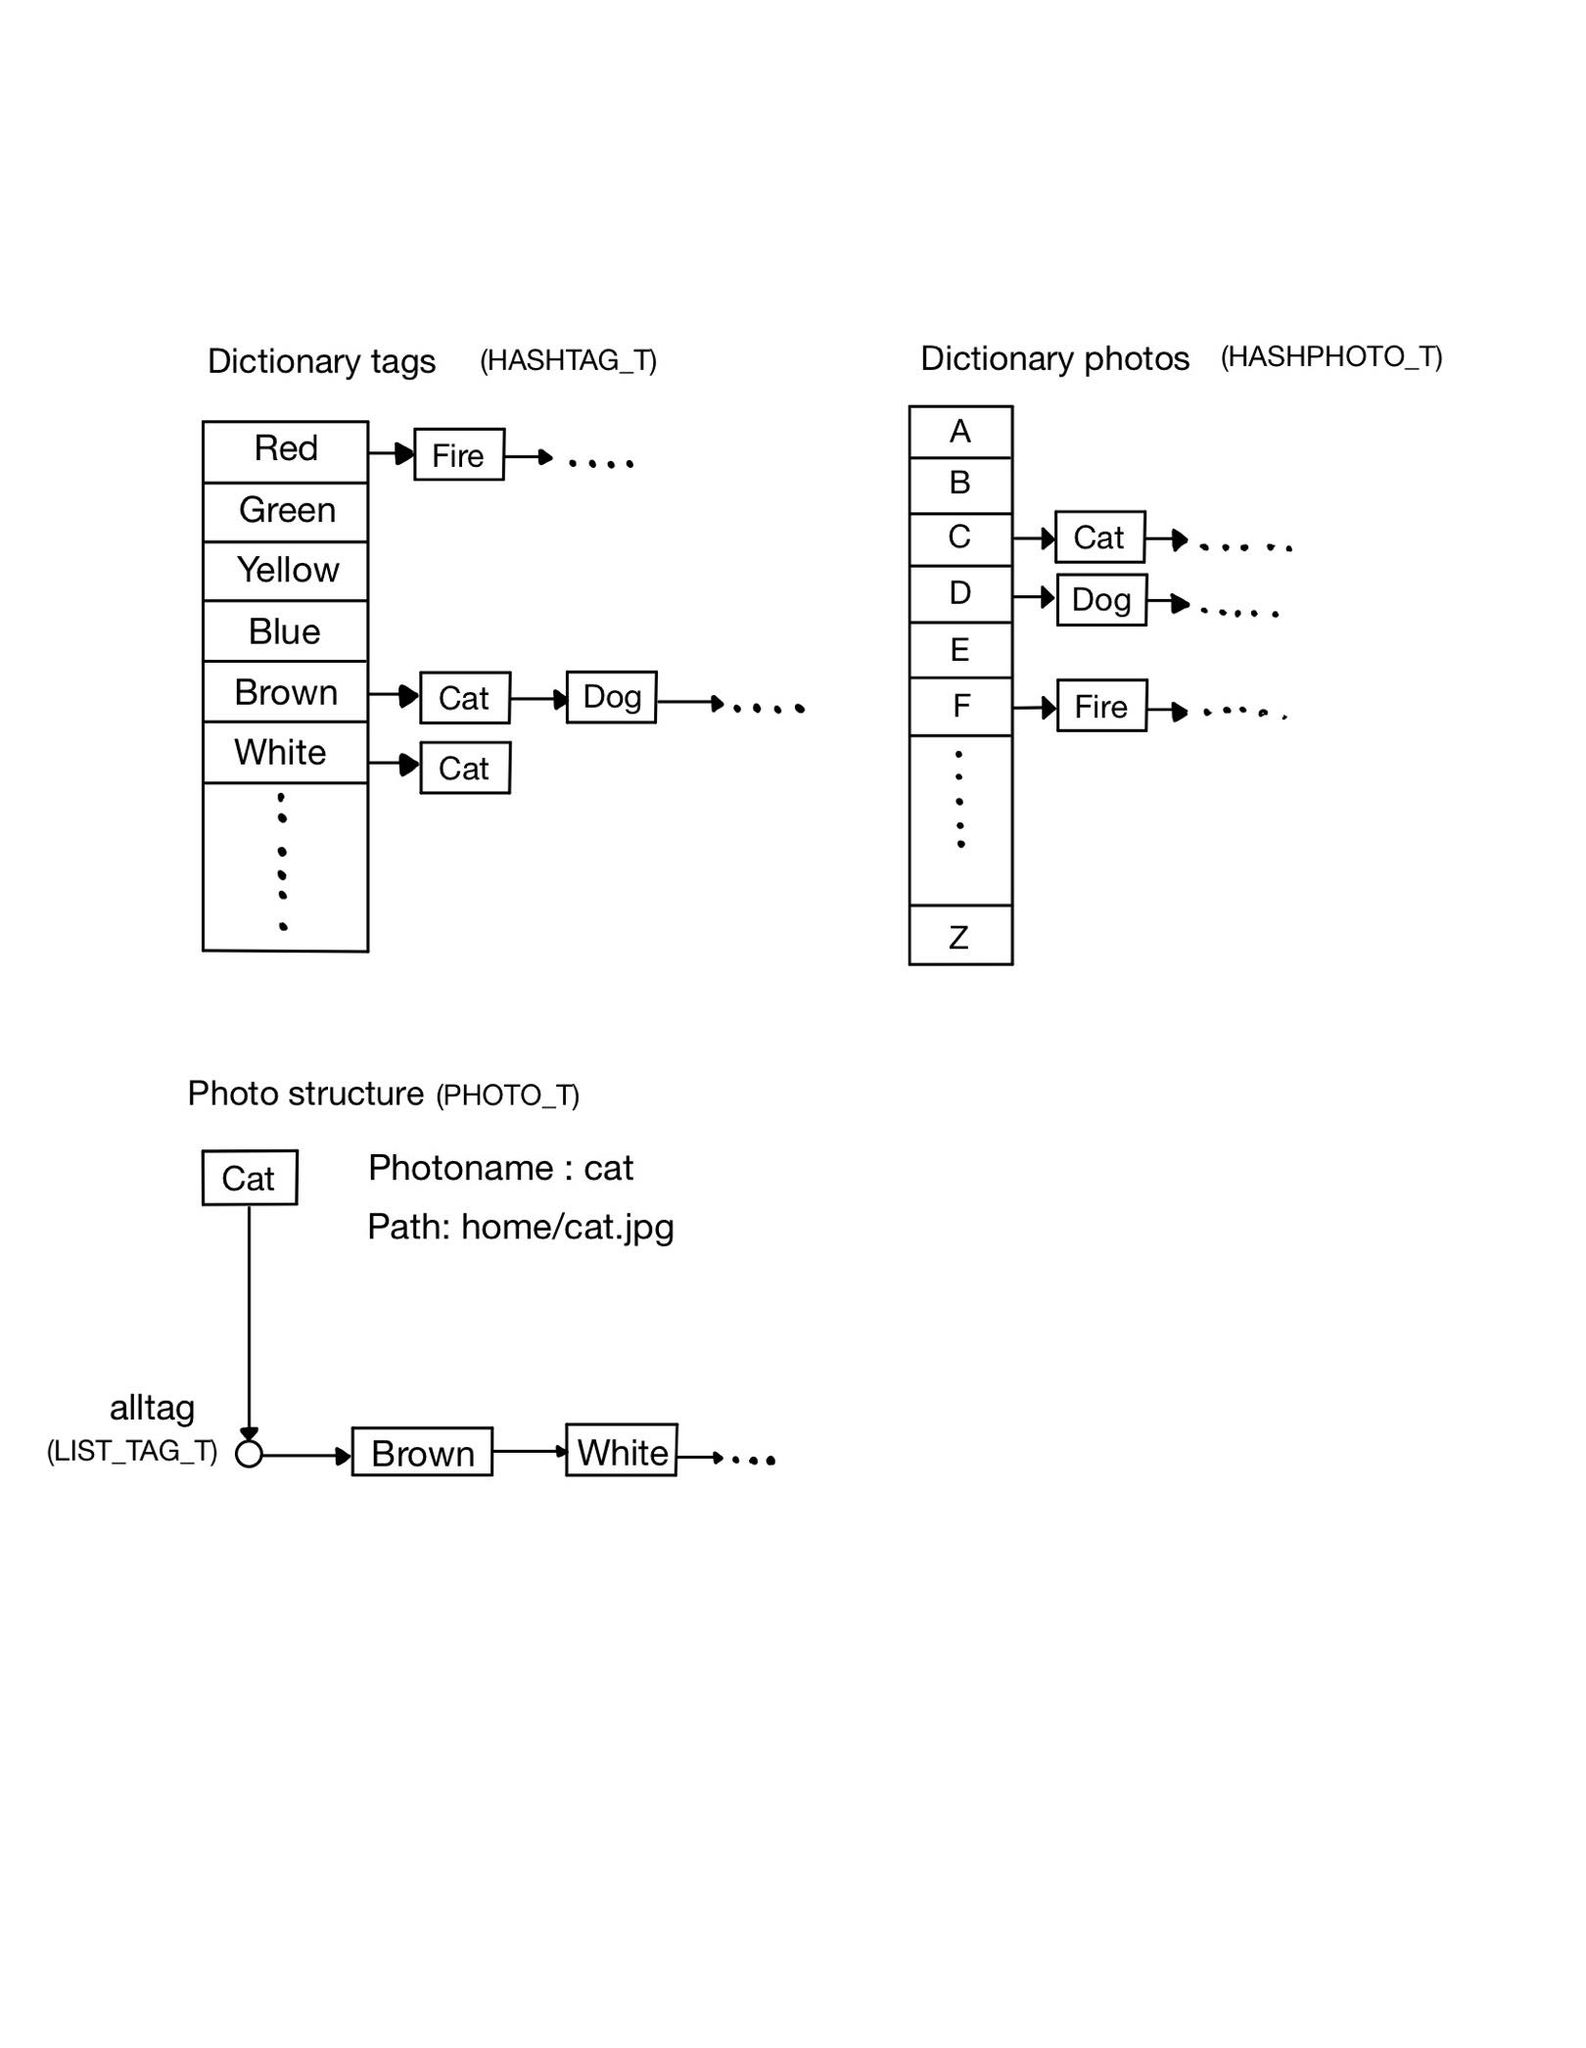 Dictionary tags (HASHTAG_T)
Red
Fire
Green
Yellow
Blue
Brown
Cat
Dog
White
Cat
Dictionary photos (HASHPHOTO_T)
A
B
C
Cat
D
Dog
E
F
Fire
Z
Photo structure (PHOTO_T)
Cat
Photoname : cat
Path: home/cat.jpg
alltag
(LIST_TAG_T)
Brown
White